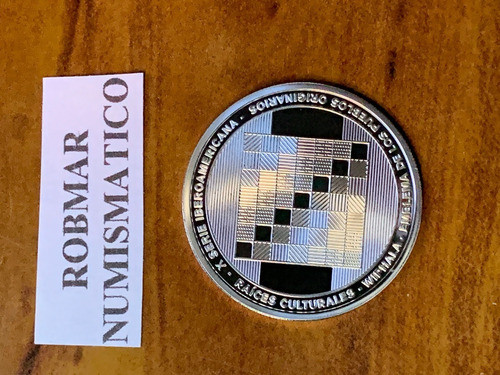 ROBMAR
NUMISMATICO
X SERIE IBEROAMERICANA · RAÍCES CULTURALES · WIPHALA, EMBLEMA DE LOS PUEBLOS ORIGINARIOS ·